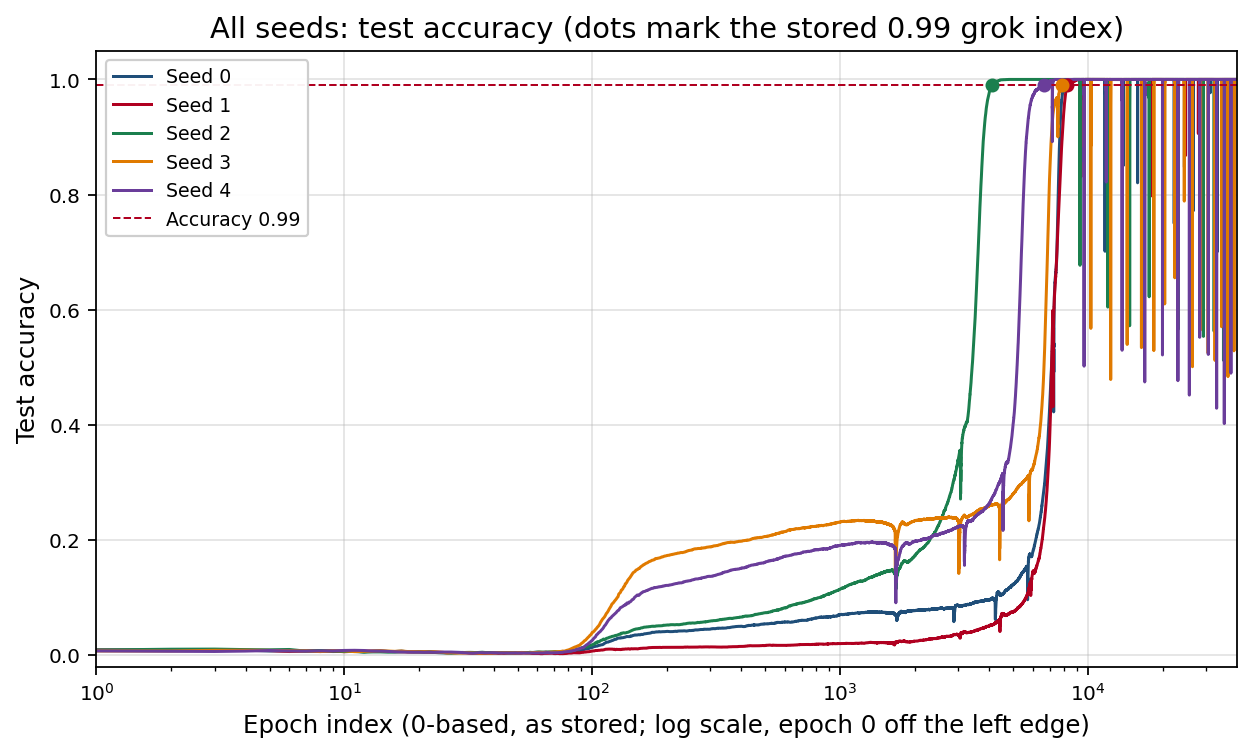 All seeds: test accuracy (dots mark the stored 0.99 grok index)
Seed 0
Seed 1
Seed 2
Seed 3
Seed 4
Accuracy 0.99
Test accuracy
1.0
0.8
0.6
0.4
0.2
0.0
10⁰
10¹
10²
10³
10⁴
Epoch index (0-based, as stored; log scale, epoch 0 off the left edge)